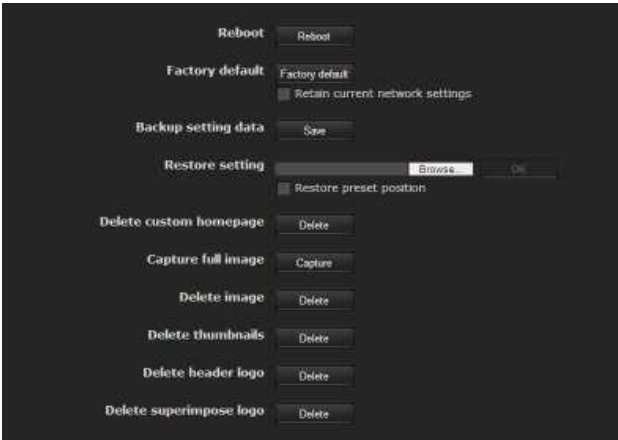 Reboot Reboot
Factory default Factory default
Retain current network settings
Backup setting data Save
Restore setting Browse... OK
Restore preset position
Delete custom homepage Delete
Capture full image Capture
Delete image Delete
Delete thumbnails Delete
Delete header logo Delete
Delete superimpose logo Delete